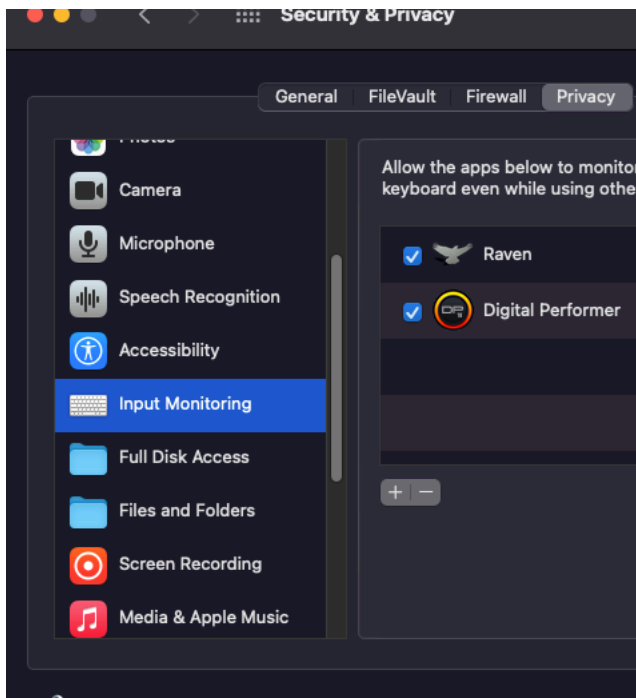 Security & Privacy
General FileVault Firewall Privacy
Photos
Camera
Microphone
Speech Recognition
Accessibility
Input Monitoring
Full Disk Access
Files and Folders
Screen Recording
Media & Apple Music
Allow the apps below to monitor
keyboard even while using othe
Raven
DP
Digital Performer